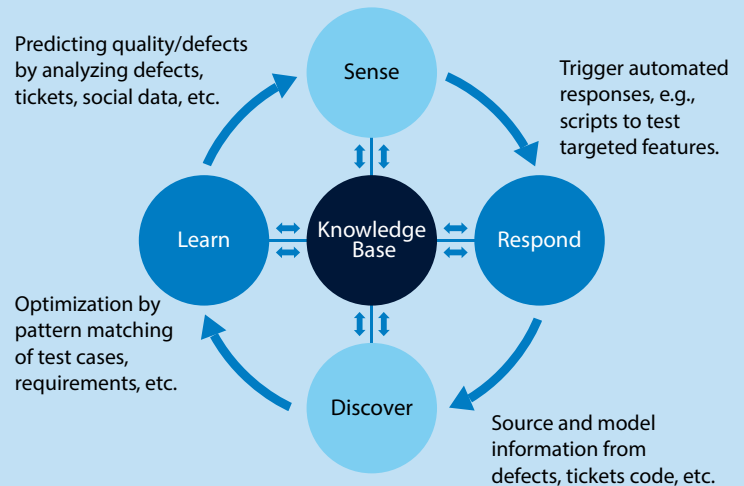 Predicting quality/defects
by analyzing defects,
tickets, social data, etc.
Sense
Trigger automated
responses, e.g.,
scripts to test
targeted features.
Learn
Knowledge
Base
Respond
Optimization by
pattern matching
of test cases,
requirements, etc.
Discover
Source and model
information from
defects, tickets code, etc.